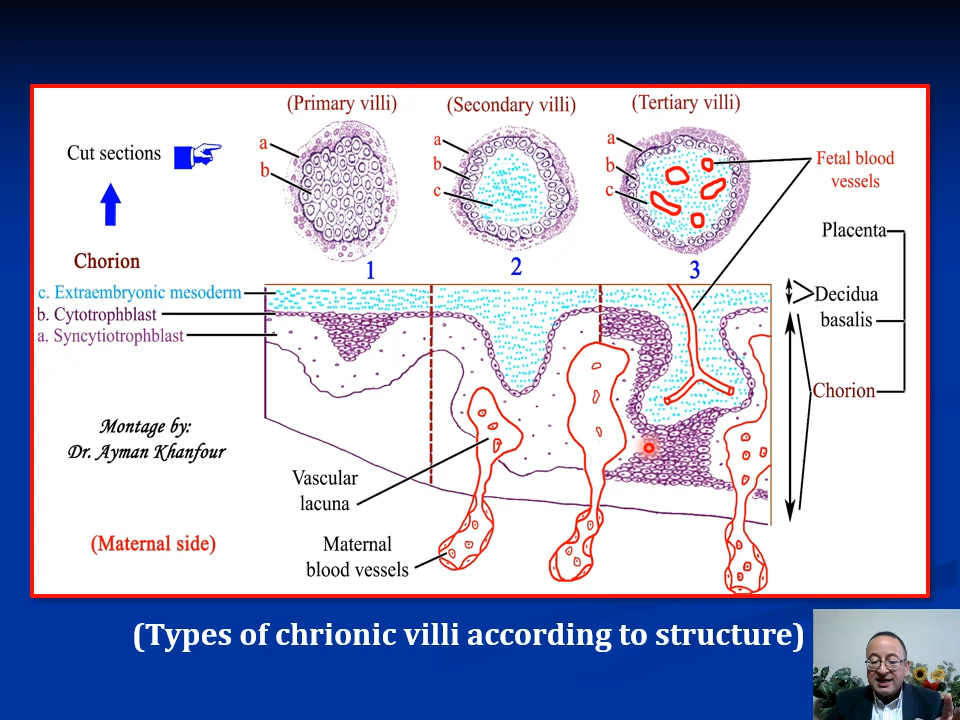 (Primary villi)
(Secondary villi)
(Tertiary villi)
Cut sections
a
b
a
b
c
a
b
c
Fetal blood
vessels
Placenta
Chorion
1
2
3
c. Extraembryonic mesoderm
b. Cytotrophblast
a. Syncytiotrophblast
Decidua
basalis
Chorion
Montage by:
Dr. Ayman Khanfour
Vascular
lacuna
(Maternal side)
Maternal
blood vessels
(Types of chrionic villi according to structure)